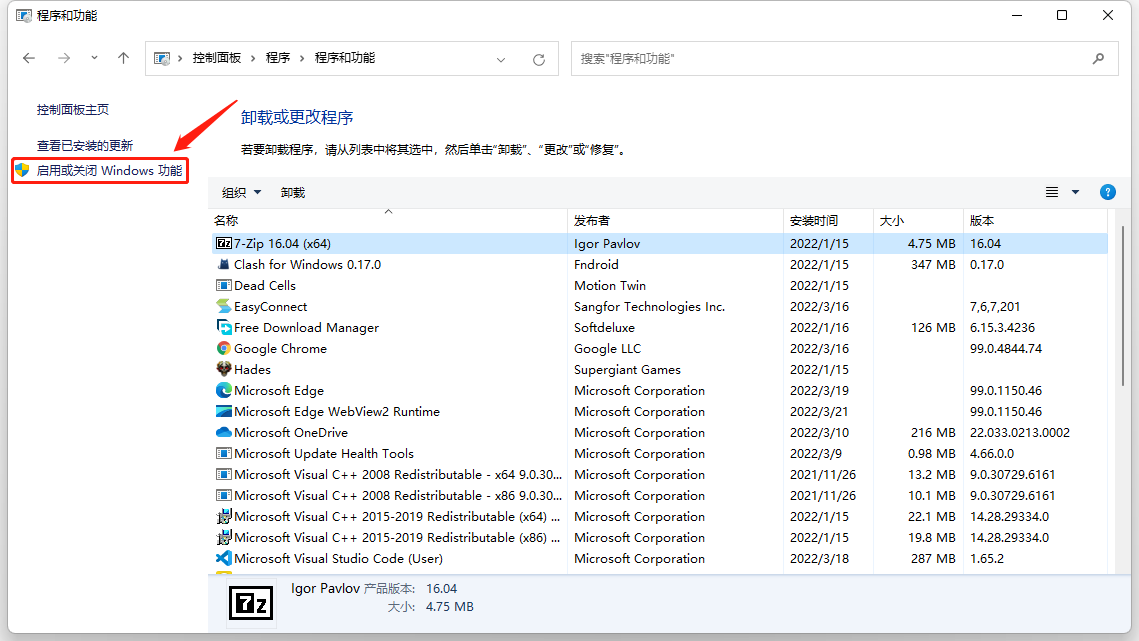 程序和功能
控制面板 > 程序 > 程序和功能
搜索"程序和功能"
控制面板主页
查看已安装的更新
启用或关闭 Windows 功能
卸载或更改程序
若要卸载程序，请从列表中将其选中，然后单击“卸载”、“更改”或“修复”。
组织 卸载
名称 发布者 安装时间 大小 版本
7-Zip 16.04 (x64) Igor Pavlov 2022/1/15 4.75 MB 16.04
Clash for Windows 0.17.0 Fndroid 2022/1/15 347 MB 0.17.0
Dead Cells Motion Twin 2022/1/15
EasyConnect Sangfor Technologies Inc. 2022/3/16 7,6,7,201
Free Download Manager Softdeluxe 2022/1/16 126 MB 6.15.3.4236
Google Chrome Google LLC 2022/3/16 99.0.4844.74
Hades Supergiant Games 2022/1/15
Microsoft Edge Microsoft Corporation 2022/3/19 99.0.1150.46
Microsoft Edge WebView2 Runtime Microsoft Corporation 2022/3/21 99.0.1150.46
Microsoft OneDrive Microsoft Corporation 2022/3/10 216 MB 22.033.0213.0002
Microsoft Update Health Tools Microsoft Corporation 2022/3/9 0.98 MB 4.66.0.0
Microsoft Visual C++ 2008 Redistributable - x64 9.0.30... Microsoft Corporation 2021/11/26 13.2 MB 9.0.30729.6161
Microsoft Visual C++ 2008 Redistributable - x86 9.0.30... Microsoft Corporation 2021/11/26 10.1 MB 9.0.30729.6161
Microsoft Visual C++ 2015-2019 Redistributable (x64) ... Microsoft Corporation 2022/1/15 22.1 MB 14.28.29334.0
Microsoft Visual C++ 2015-2019 Redistributable (x86) ... Microsoft Corporation 2022/1/15 19.8 MB 14.28.29334.0
Microsoft Visual Studio Code (User) Microsoft Corporation 2022/3/18 287 MB 1.65.2
7z Igor Pavlov 产品版本: 16.04
大小: 4.75 MB